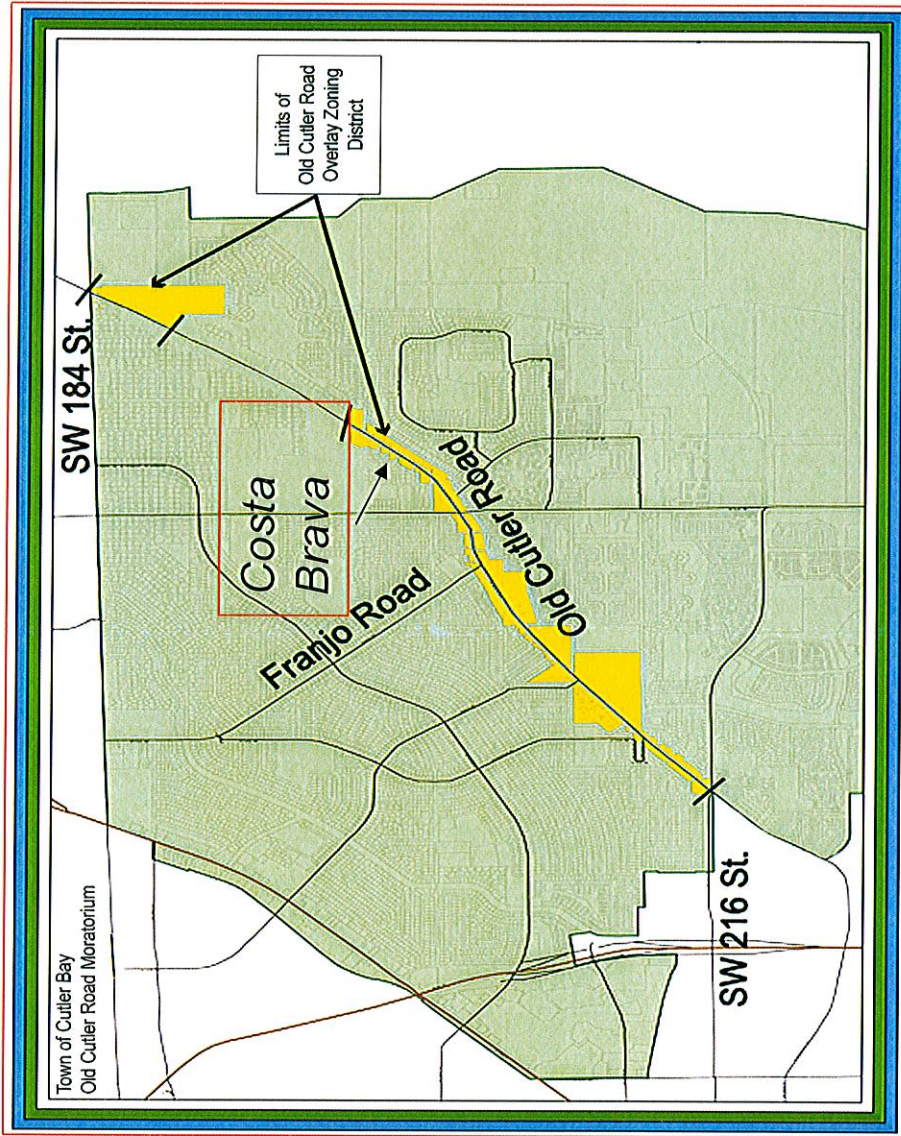 Town of Cutler Bay
Old Cutler Road Moratorium
SW 184 St.
Limits of
Old Cutler Road
Overlay Zoning
District
Costa
Brava
Franjo Road
Old Cutler Road
SW 216 St.